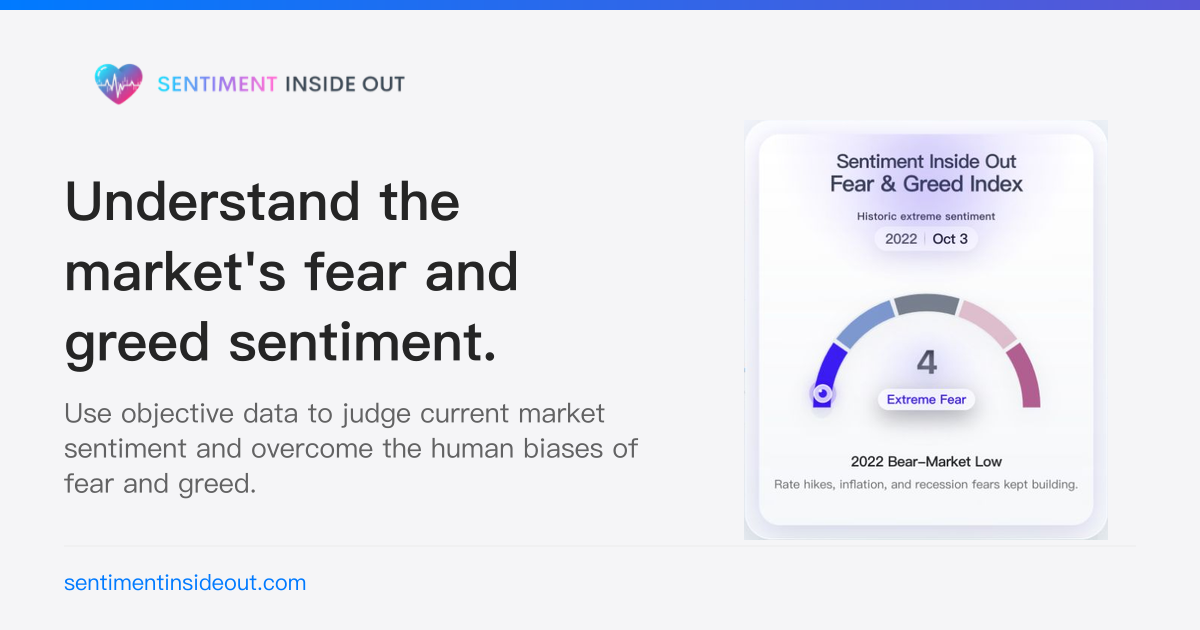 SENTIMENT INSIDE OUT
Understand the
market's fear and
greed sentiment.
Use objective data to judge current market
sentiment and overcome the human biases of
fear and greed.
sentimentinsideout.com
Sentiment Inside Out
Fear & Greed Index
Historic extreme sentiment
2022 | Oct 3
4
Extreme Fear
2022 Bear–Market Low
Rate hikes, inflation, and recession fears kept building.